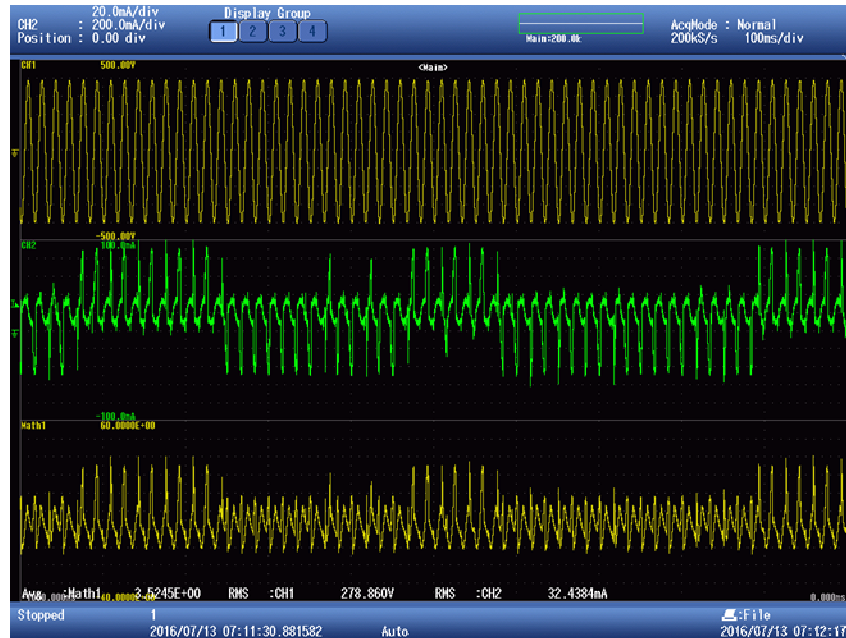 20.0mA/div
CH2 : 200.0mA/div
Position : 0.00 div
Display Group
1 2 3 4
Main:200.0k
AcqMode : Normal
200kS/s 100ms/div
CH1 500.00V
<Main>
-500.00V
CH2 100.0mA
-100.0mA
Math1 60.0000E+00
Avg :Math1 3.5245E+00 RMS :CH1 278.860V RMS :CH2 32.4384mA
0.000ms
Stopped 1
:File
2016/07/13 07:11:30.881582 Auto
2016/07/13 07:12:17